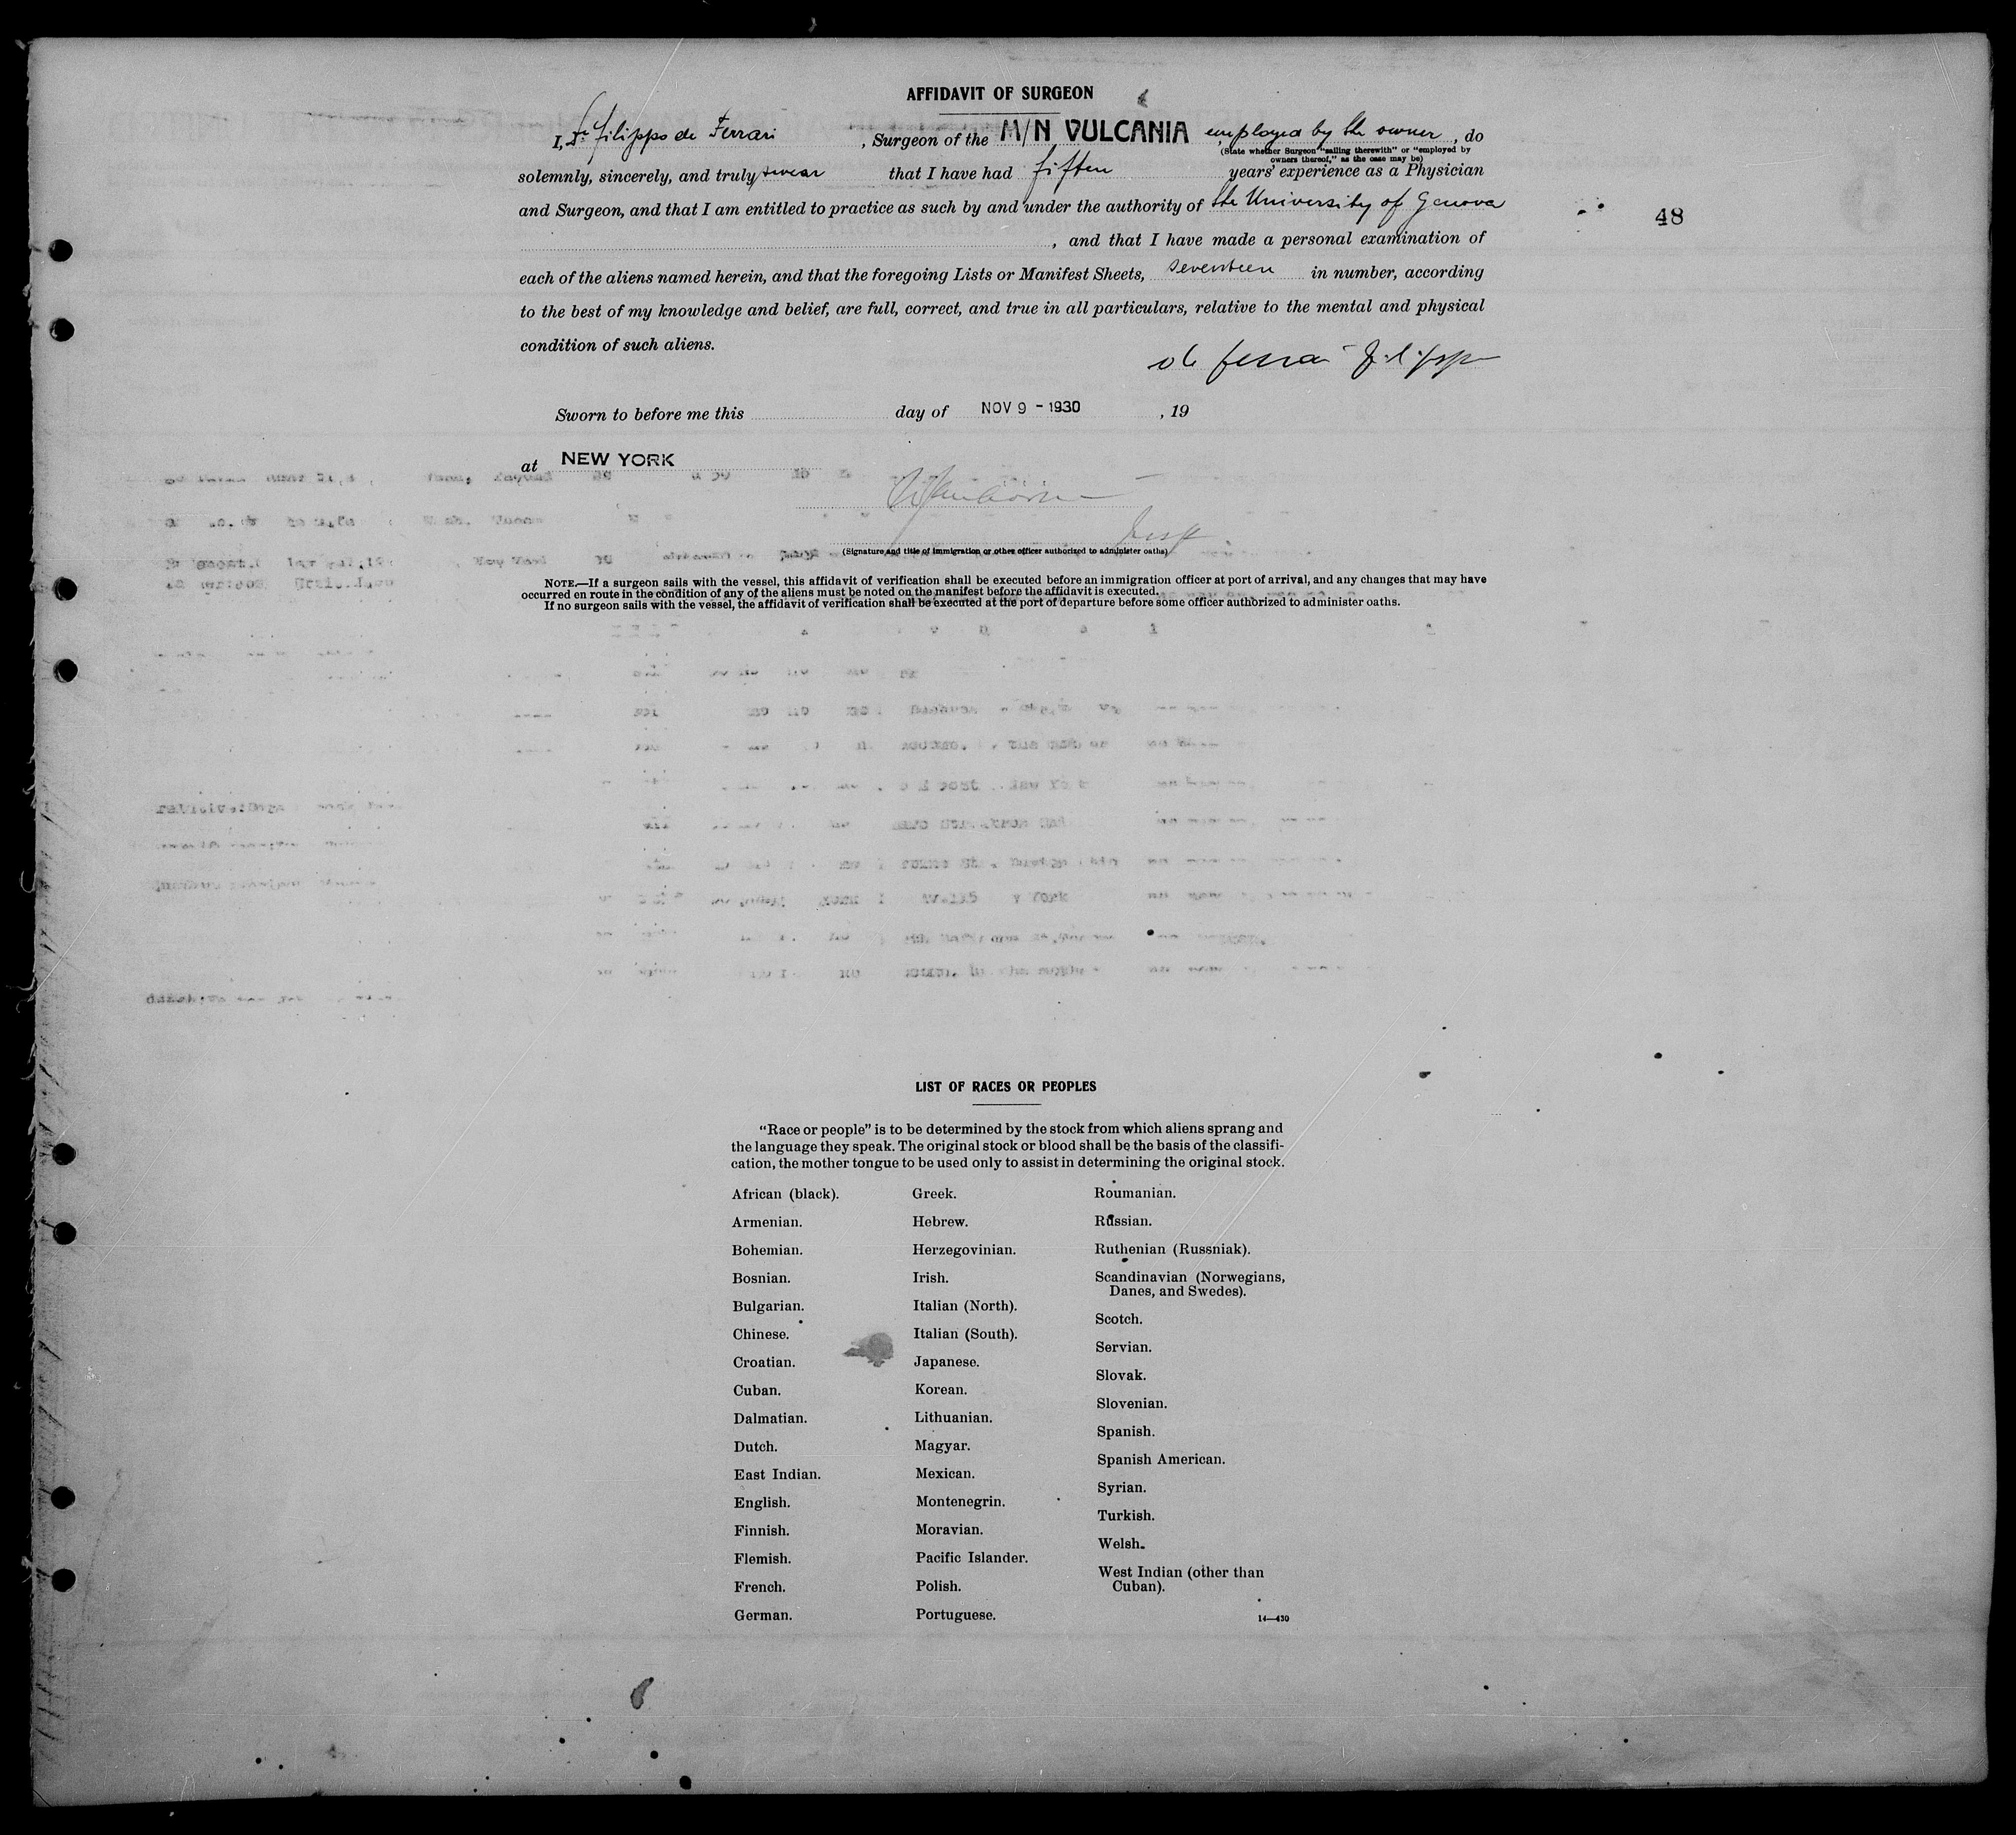 AFFIDAVIT OF SURGEON
I, Dr Filippo de Ferrari, Surgeon of the M/N VULCANIA employed by the owner, do
(State whether Surgeon "sailing therewith" or "employed by
owners thereof," as the case may be)
solemnly, sincerely, and truly swear that I have had fiften years' experience as a Physician
and Surgeon, and that I am entitled to practice as such by and under the authority of the University of Genova
48
, and that I have made a personal examination of
each of the aliens named herein, and that the foregoing Lists or Manifest Sheets, seventeen in number, according
to the best of my knowledge and belief, are full, correct, and true in all particulars, relative to the mental and physical
condition of such aliens.
de Ferrari Filippo
Sworn to before me this day of NOV 9 - 1930, 19
at NEW YORK
Insp
(Signature and title of immigration or other officer authorized to administer oaths)
NOTE.—If a surgeon sails with the vessel, this affidavit of verification shall be executed before an immigration officer at port of arrival, and any changes that may have
occurred en route in the condition of any of the aliens must be noted on the manifest before the affidavit is executed.
If no surgeon sails with the vessel, the affidavit of verification shall be executed at the port of departure before some officer authorized to administer oaths.
LIST OF RACES OR PEOPLES
"Race or people" is to be determined by the stock from which aliens sprang and
the language they speak. The original stock or blood shall be the basis of the classifi-
cation, the mother tongue to be used only to assist in determining the original stock.
African (black).
Armenian.
Bohemian.
Bosnian.
Bulgarian.
Chinese.
Croatian.
Cuban.
Dalmatian.
Dutch.
East Indian.
English.
Finnish.
Flemish.
French.
German.
Greek.
Hebrew.
Herzegovinian.
Irish.
Italian (North).
Italian (South).
Japanese.
Korean.
Lithuanian.
Magyar.
Mexican.
Montenegrin.
Moravian.
Pacific Islander.
Polish.
Portuguese.
Roumanian.
Russian.
Ruthenian (Russniak).
Scandinavian (Norwegians,
Danes, and Swedes).
Scotch.
Servian.
Slovak.
Slovenian.
Spanish.
Spanish American.
Syrian.
Turkish.
Welsh.
West Indian (other than
Cuban).
14—430